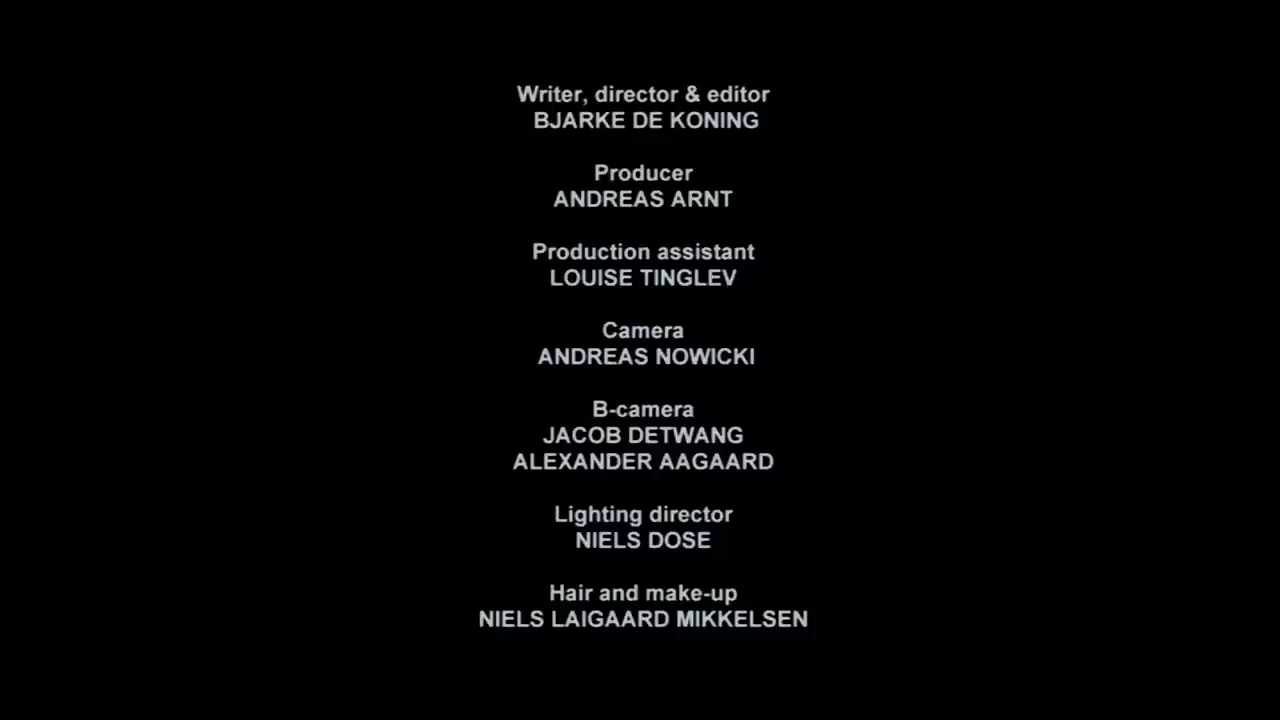 Writer, director & editor
BJARKE DE KONING
Producer
ANDREAS ARNT
Production assistant
LOUISE TINGLEV
Camera
ANDREAS NOWICKI
B-camera
JACOB DETWANG
ALEXANDER AAGAARD
Lighting director
NIELS DOSE
Hair and make-up
NIELS LAIGAARD MIKKELSEN